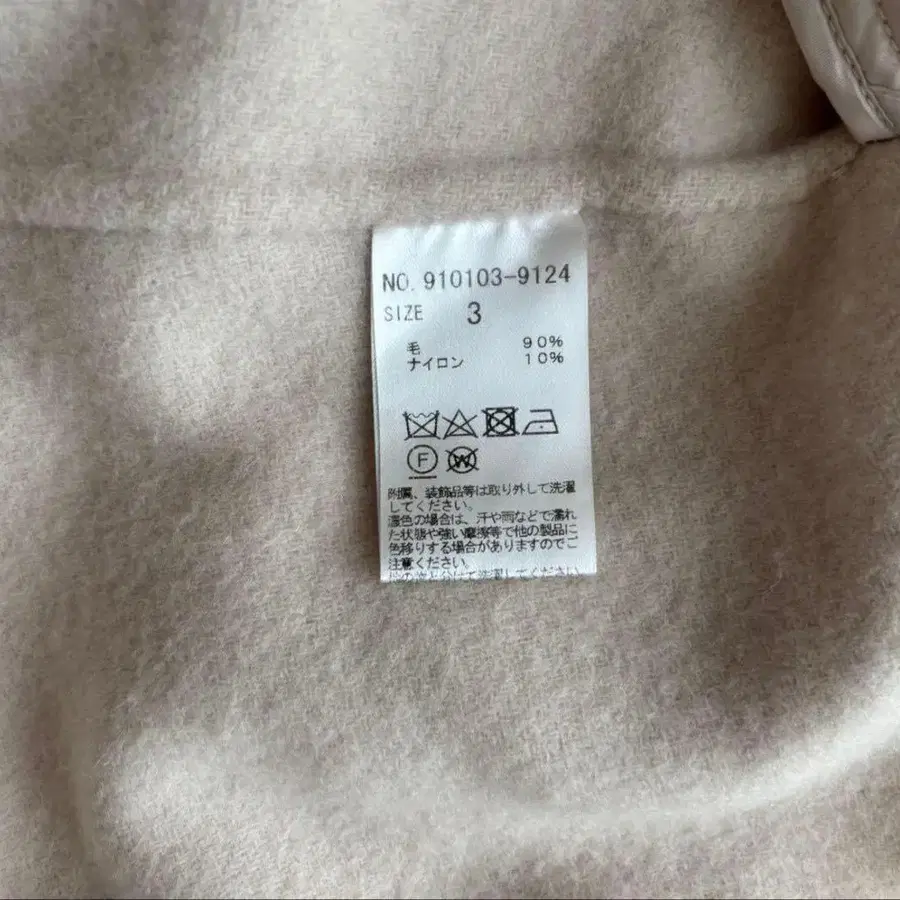 NO. 910103-9124
SIZE 3
毛 90%
ナイロン 10%
F
W
附属、装飾品等は取り外して洗濯
してください。
濃色の場合は、汗や雨などで濡れ
た状態や強い摩擦等で他の製品に
色移りする場合がありますのでご
注意ください。